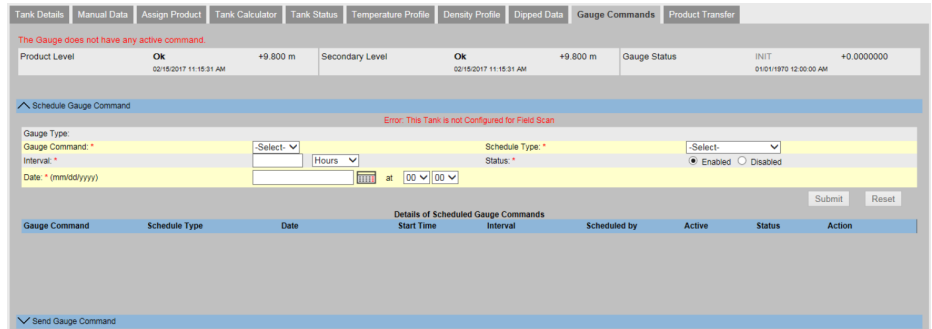 Tank Details Manual Data Assign Product Tank Calculator Tank Status Temperature Profile Density Profile Dipped Data Gauge Commands Product Transfer
The Gauge does not have any active command.
Product Level Ok +9.800 m Secondary Level Ok +9.800 m Gauge Status INIT +0.0000000
02/15/2017 11:15:31 AM 02/15/2017 11:15:31 AM 01/01/1970 12:00:00 AM
Schedule Gauge Command
Error: This Tank is not Configured for Field Scan
Gauge Type:
Gauge Command: * -Select- Schedule Type: * -Select-
Interval: * Hours Status: * Enabled Disabled
Date: * (mm/dd/yyyy) at 00 00
Submit Reset
Details of Scheduled Gauge Commands
Gauge Command Schedule Type Date Start Time Interval Scheduled by Active Status Action
Send Gauge Command